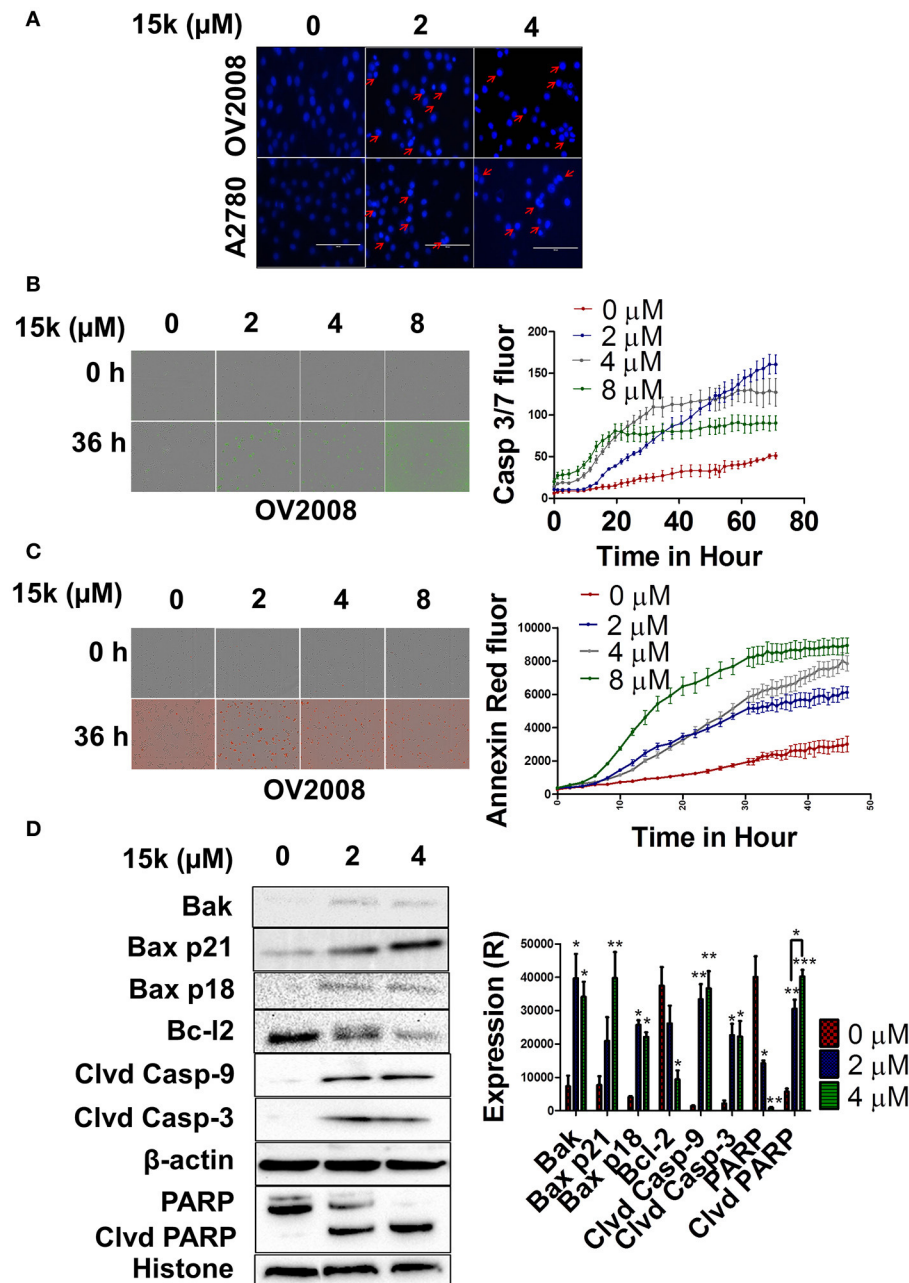 A
15k (µM) 0 2 4
OV2008
A2780
B
15k (µM) 0 2 4 8
0 h
36 h
OV2008
Casp 3/7 fluor
200
150
100
50
0
0 µM
2 µM
4 µM
8 µM
0 20 40 60 80
Time in Hour
C
15k (µM) 0 2 4 8
0 h
36 h
OV2008
Annexin Red fluor
10000
8000
6000
4000
2000
0
0 µM
2 µM
4 µM
8 µM
0 10 20 30 40 50
Time in Hour
D
15k (µM) 0 2 4
Bak
Bax p21
Bax p18
Bc-l2
Clvd Casp-9
Clvd Casp-3
β-actin
PARP
Clvd PARP
Histone
Expression (R)
50000
40000
30000
20000
10000
0
* * ** * * * ** ** * * * ** ** * ***
Bak
Bax p21
Bax p18
Bcl-2
Clvd Casp-9
Clvd Casp-3
PARP
Clvd PARP
0 µM
2 µM
4 µM